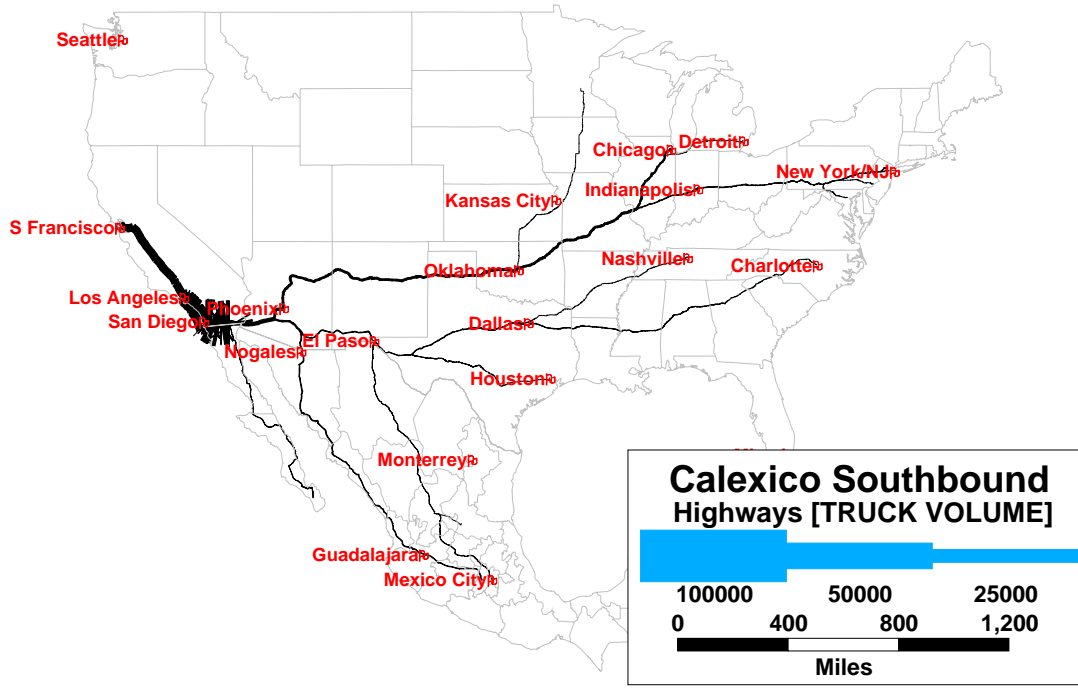 Seattle
Chicago
Detroit
New York/NJ
Indianapolis
Kansas City
S Francisco
Nashville
Charlotte
Oklahoma
Los Angeles
Phoenix
San Diego
Dallas
El Paso
Nogales
Houston
Monterrey
Guadalajara
Mexico City
Calexico Southbound
Highways [TRUCK VOLUME]
100000 50000 25000
0 400 800 1,200
Miles